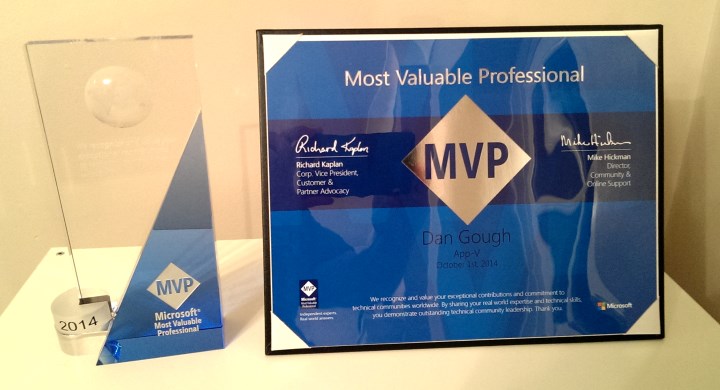 MVP
Microsoft®
Most Valuable
Professional
2014
Most Valuable Professional
Richard Kaplan
Richard Kaplan
Corp. Vice President,
Customer &
Partner Advocacy
MVP
Mike Hickman
Mike Hickman
Director,
Community &
Online Support
Dan Gough
App-V
October 1st, 2014
MVP
Microsoft
Most Valuable
Professional
Independent experts.
Real world answers.
We recognize and value your exceptional contributions and commitment to
technical communities worldwide. By sharing your real world expertise and technical skills,
you demonstrate outstanding technical community leadership. Thank you.
Microsoft